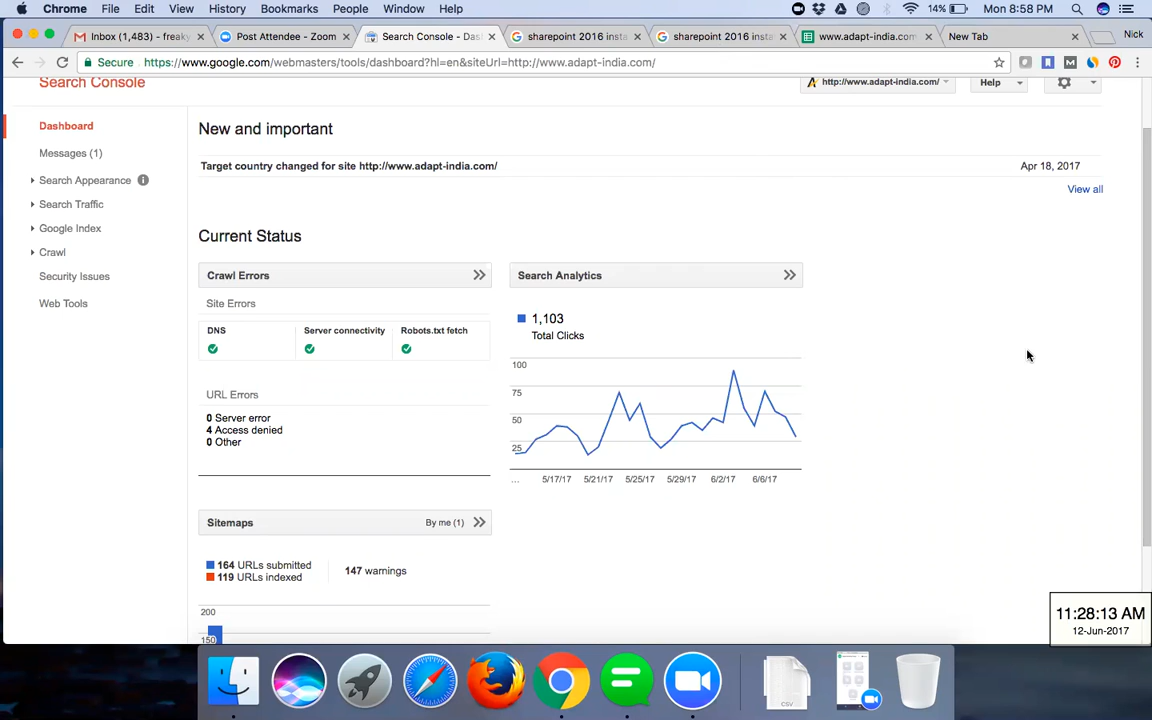 Chrome File Edit View History Bookmarks People Window Help 14% Mon 8:58 PM
Inbox (1,483) - freaky Post Attendee - Zoom Search Console - Das sharepoint 2016 insta sharepoint 2016 insta www.adapt-india.com/ New Tab Nick
Secure https://www.google.com/webmasters/tools/dashboard?hl=en&siteUrl=http://www.adapt-india.com/
Search Console http://www.adapt-india.com/ Help
Dashboard
Messages (1)
Search Appearance
Search Traffic
Google Index
Crawl
Security Issues
Web Tools
New and important
Target country changed for site http://www.adapt-india.com/ Apr 18, 2017
View all
Current Status
Crawl Errors
Site Errors
DNS Server connectivity Robots.txt fetch
URL Errors
0 Server error
4 Access denied
0 Other
Search Analytics
1,103
Total Clicks
100
75
50
25
... 5/17/17 5/21/17 5/25/17 5/29/17 6/2/17 6/6/17
Sitemaps By me (1)
164 URLs submitted
119 URLs indexed
147 warnings
200
150
11:28:13 AM
12-Jun-2017
CSV